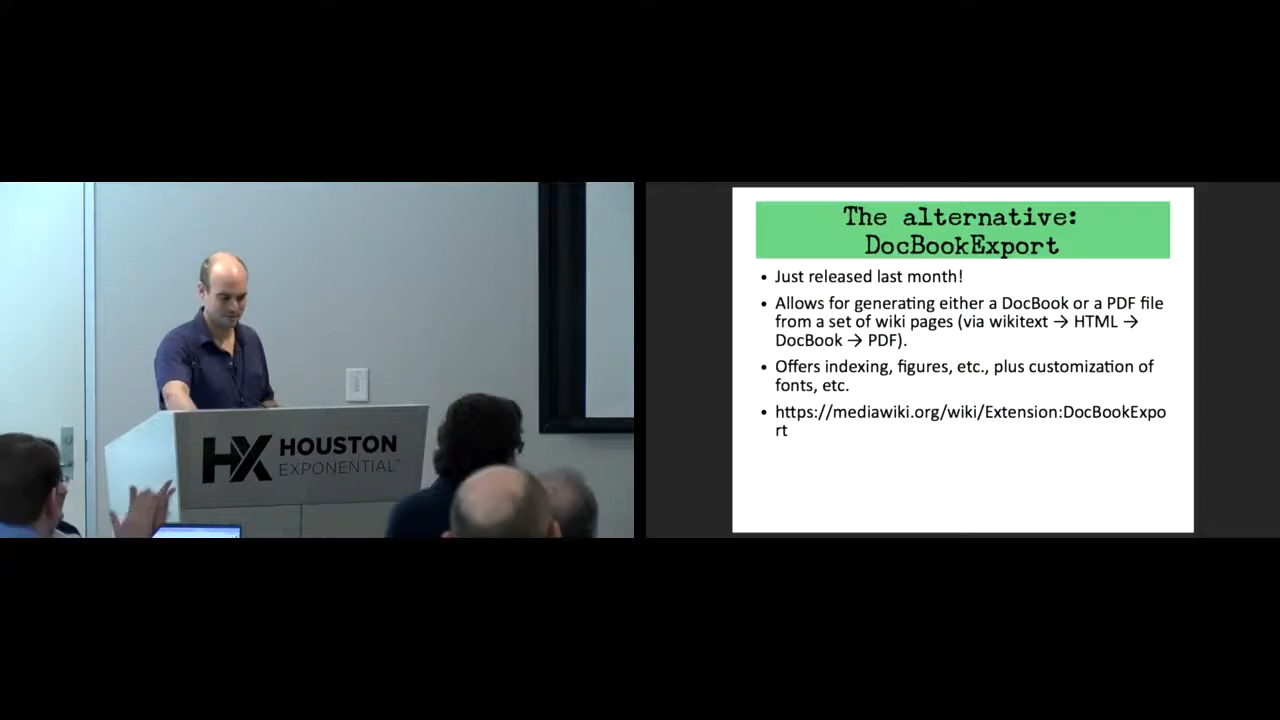 HX HOUSTON
EXPONENTIAL
The alternative:
DocBookExport
• Just released last month!
• Allows for generating either a DocBook or a PDF file
from a set of wiki pages (via wikitext → HTML →
DocBook → PDF).
• Offers indexing, figures, etc., plus customization of
fonts, etc.
• https://mediawiki.org/wiki/Extension:DocBookExpo
rt